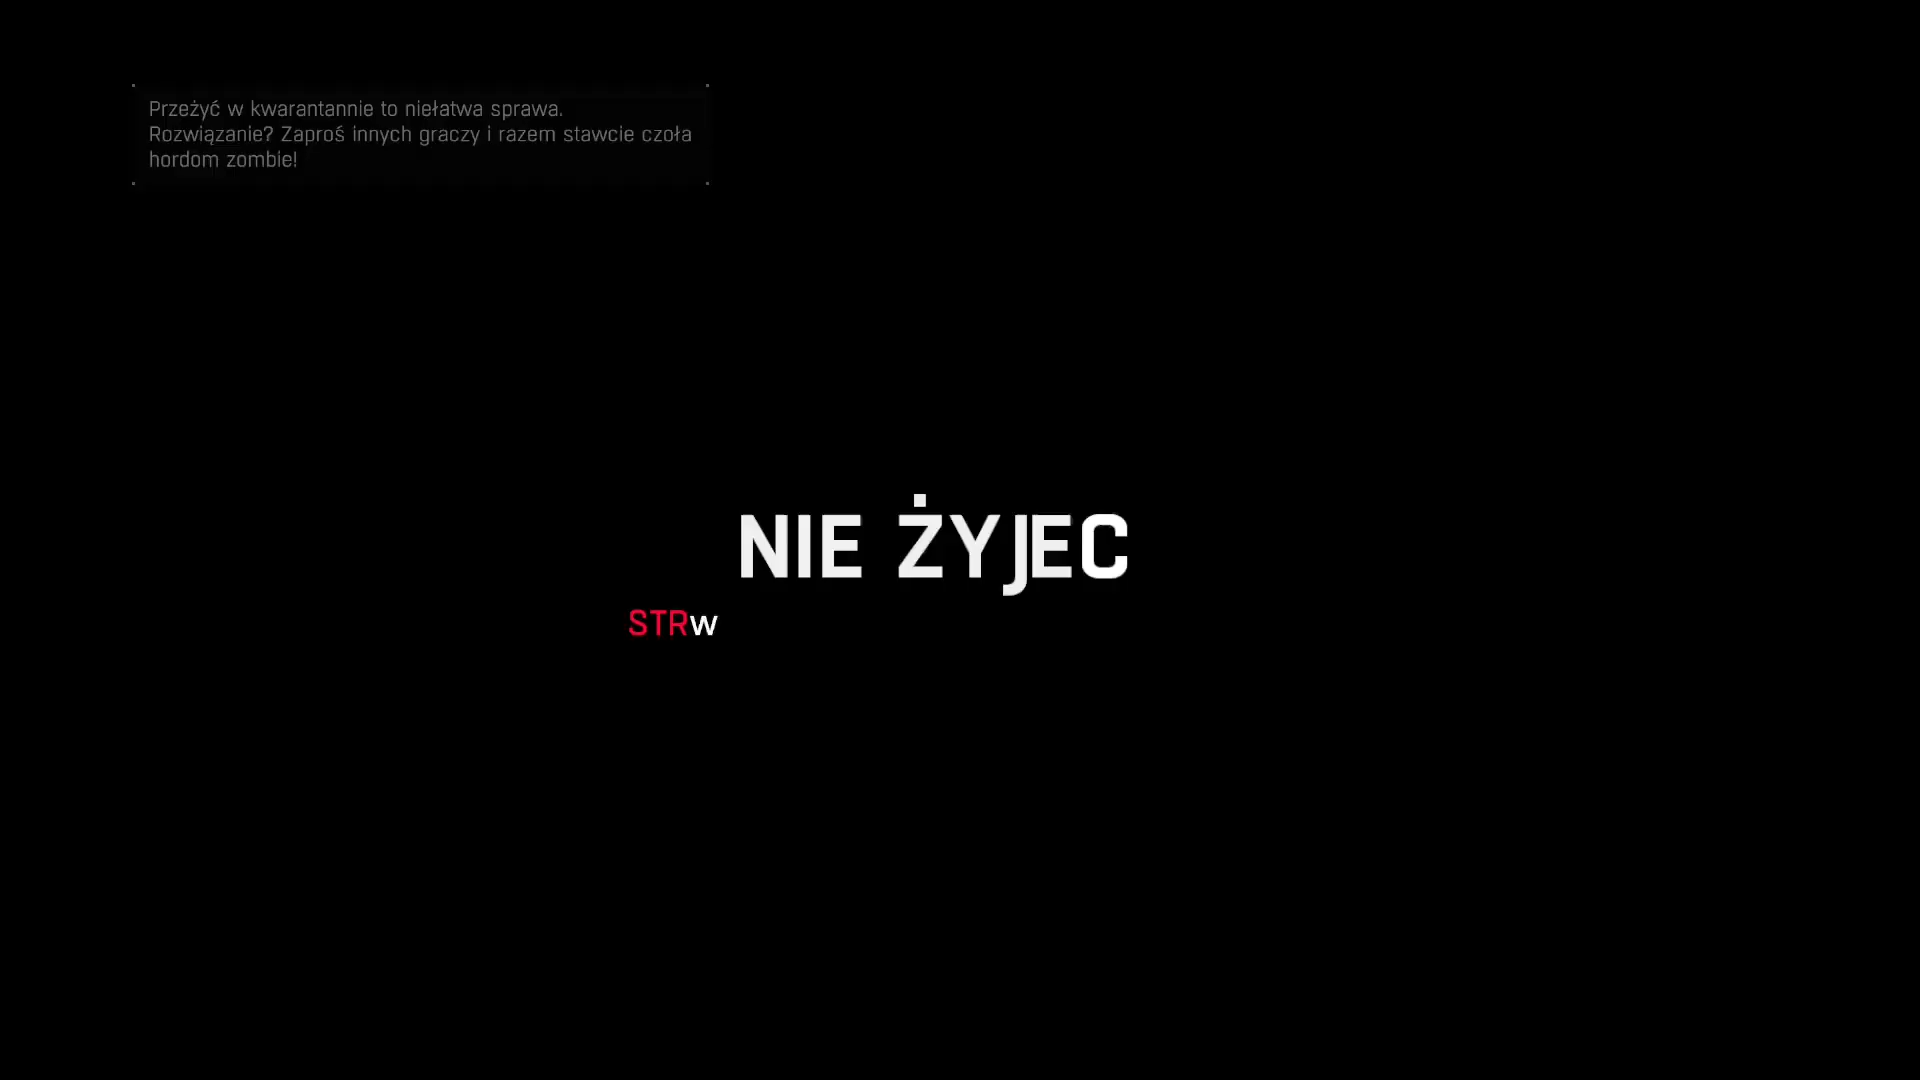 Przeżyć w kwarantannie to niełatwa sprawa.
Rozwiązanie? Zaproś innych graczy i razem stawcie czoła
hordom zombie!
NIE ŻYJEC
STRw